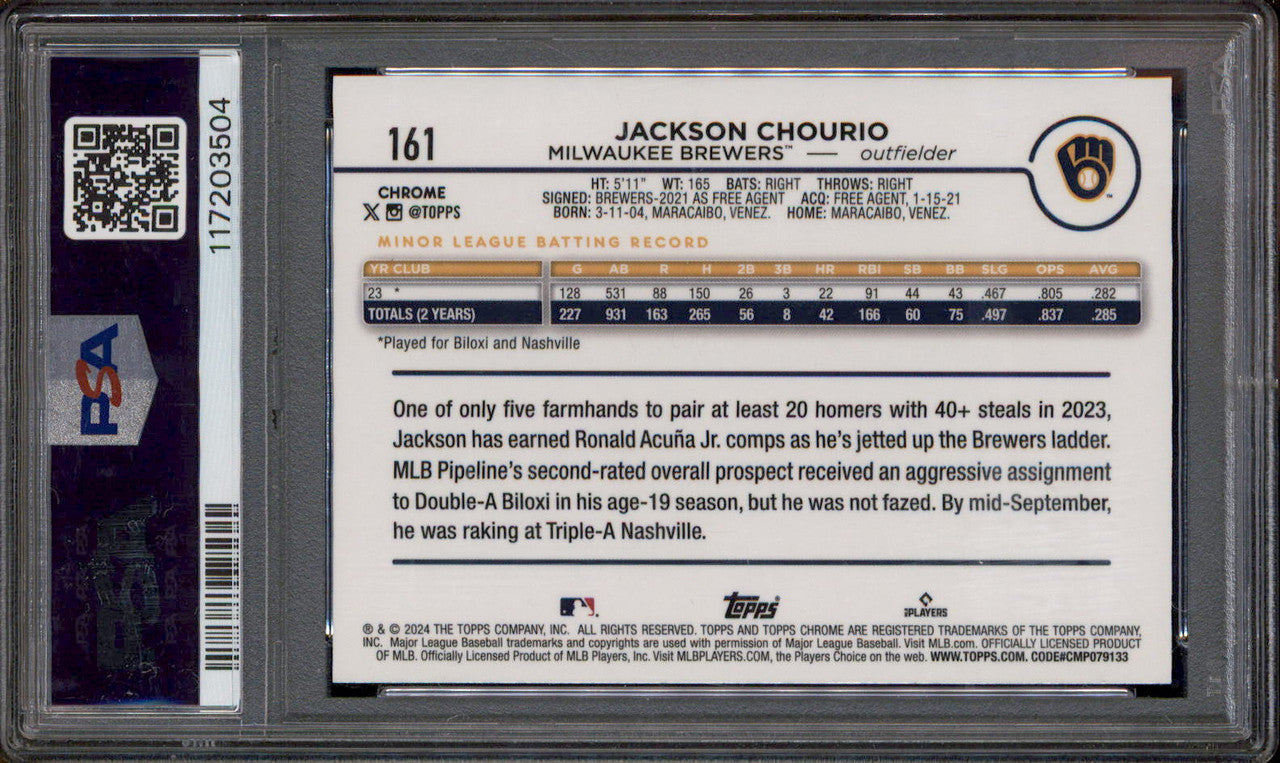 117203504
PSA
161
JACKSON CHOURIO
MILWAUKEE BREWERS™ — outfielder
CHROME
@TOPPS
HT: 5'11" WT: 165 BATS: RIGHT THROWS: RIGHT
SIGNED: BREWERS-2021 AS FREE AGENT ACQ: FREE AGENT, 1-15-21
BORN: 3-11-04, MARACAIBO, VENEZ. HOME: MARACAIBO, VENEZ.
MINOR LEAGUE BATTING RECORD
YR CLUB G AB R H 2B 3B HR RBI SB BB SLG OPS AVG
23 * 128 531 88 150 26 3 22 91 44 43 .467 .805 .282
TOTALS (2 YEARS) 227 931 163 265 56 8 42 166 60 75 .497 .837 .285
*Played for Biloxi and Nashville
One of only five farmhands to pair at least 20 homers with 40+ steals in 2023,
Jackson has earned Ronald Acuña Jr. comps as he's jetted up the Brewers ladder.
MLB Pipeline's second-rated overall prospect received an aggressive assignment
to Double-A Biloxi in his age-19 season, but he was not fazed. By mid-September,
he was raking at Triple-A Nashville.
Topps®
PLAYERS
® & © 2024 THE TOPPS COMPANY, INC. ALL RIGHTS RESERVED. TOPPS AND TOPPS CHROME ARE REGISTERED TRADEMARKS OF THE TOPPS COMPANY,
INC. Major League Baseball trademarks and copyrights are used with permission of Major League Baseball. Visit MLB.com. OFFICIALLY LICENSED PRODUCT
OF MLB. Officially Licensed Product of MLB Players, Inc. Visit MLBPLAYERS.COM, the Players Choice on the web. WWW.TOPPS.COM. CODE#CMP079133